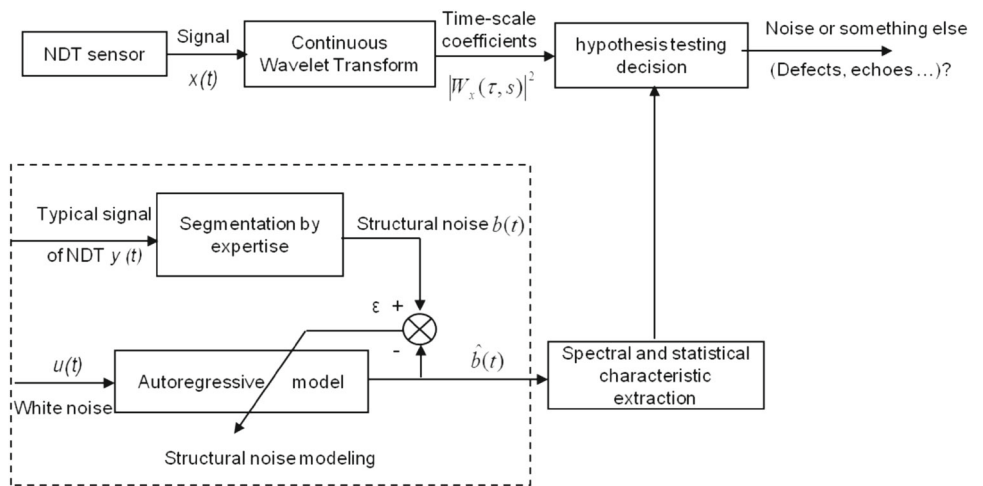 NDT sensor
Signal
x(t)
Continuous
Wavelet Transform
Time-scale
coefficients
|W_x(τ,s)|²
hypothesis testing
decision
Noise or something else
(Defects, echoes …)?
Typical signal
of NDT y (t)
Segmentation by
expertise
Structural noise b(t)
ε +
-
u(t)
White noise
Autoregressive model
b̂(t)
Spectral and statistical
characteristic
extraction
Structural noise modeling